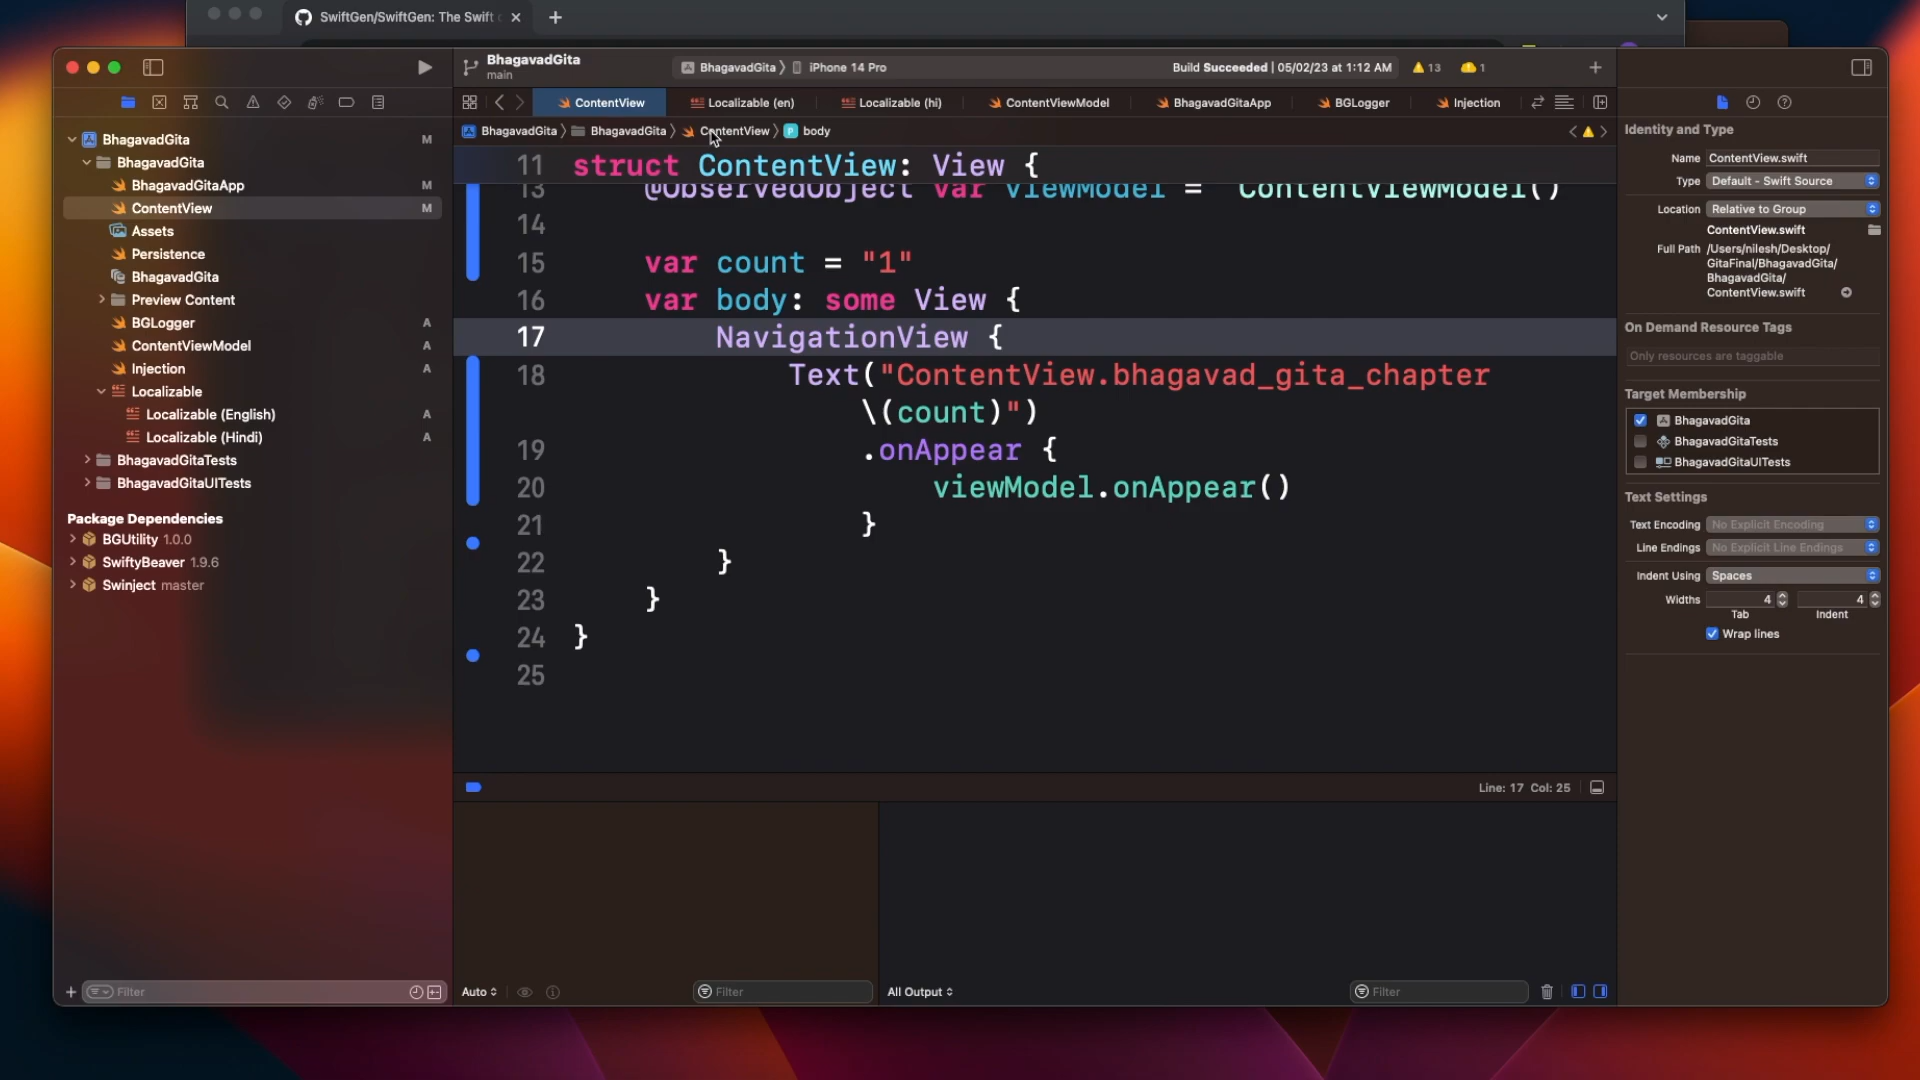 SwiftGen/SwiftGen: The Swift
BhagavadGita
main
BhagavadGita
iPhone 14 Pro
Build Succeeded | 05/02/23 at 1:12 AM
13
1
ContentView
Localizable (en)
Localizable (hi)
ContentViewModel
BhagavadGitaApp
BGLogger
Injection
BhagavadGita
BhagavadGita
ContentView
body
BhagavadGita M
BhagavadGita
BhagavadGitaApp M
ContentView M
Assets
Persistence
BhagavadGita
Preview Content
BGLogger A
ContentViewModel A
Injection A
Localizable
Localizable (English) A
Localizable (Hindi) A
BhagavadGitaTests
BhagavadGitaUITests
Package Dependencies
BGUtility 1.0.0
SwiftyBeaver 1.9.6
Swinject master
Filter
11 struct ContentView: View {
13 @ObservedObject var viewModel = ContentViewModel()
14
15 var count = "1"
16 var body: some View {
17 NavigationView {
18 Text("ContentView.bhagavad_gita_chapter
\(count)")
19 .onAppear {
20 viewModel.onAppear()
21 }
22 }
23 }
24 }
25
Line: 17 Col: 25
Auto
Filter
All Output
Filter
Identity and Type
Name ContentView.swift
Type Default - Swift Source
Location Relative to Group
ContentView.swift
Full Path /Users/nilesh/Desktop/
GitaFinal/BhagavadGita/
BhagavadGita/
ContentView.swift
On Demand Resource Tags
Only resources are taggable
Target Membership
BhagavadGita
BhagavadGitaTests
BhagavadGitaUITests
Text Settings
Text Encoding No Explicit Encoding
Line Endings No Explicit Line Endings
Indent Using Spaces
Widths 4 4
Tab Indent
Wrap lines